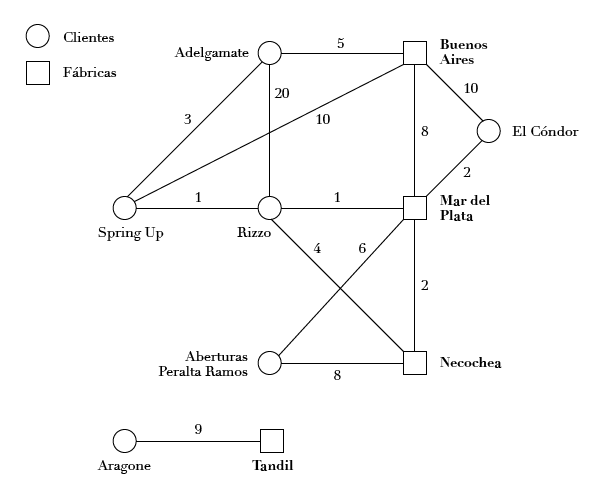 Clientes
Fábricas
Adelgamate
5
Buenos
Aires
20
10
3
10
8
El Cóndor
2
1
1
Mar del
Plata
Spring Up
Rizzo
4
6
2
Aberturas
Peralta Ramos
8
Necochea
9
Aragone
Tandil